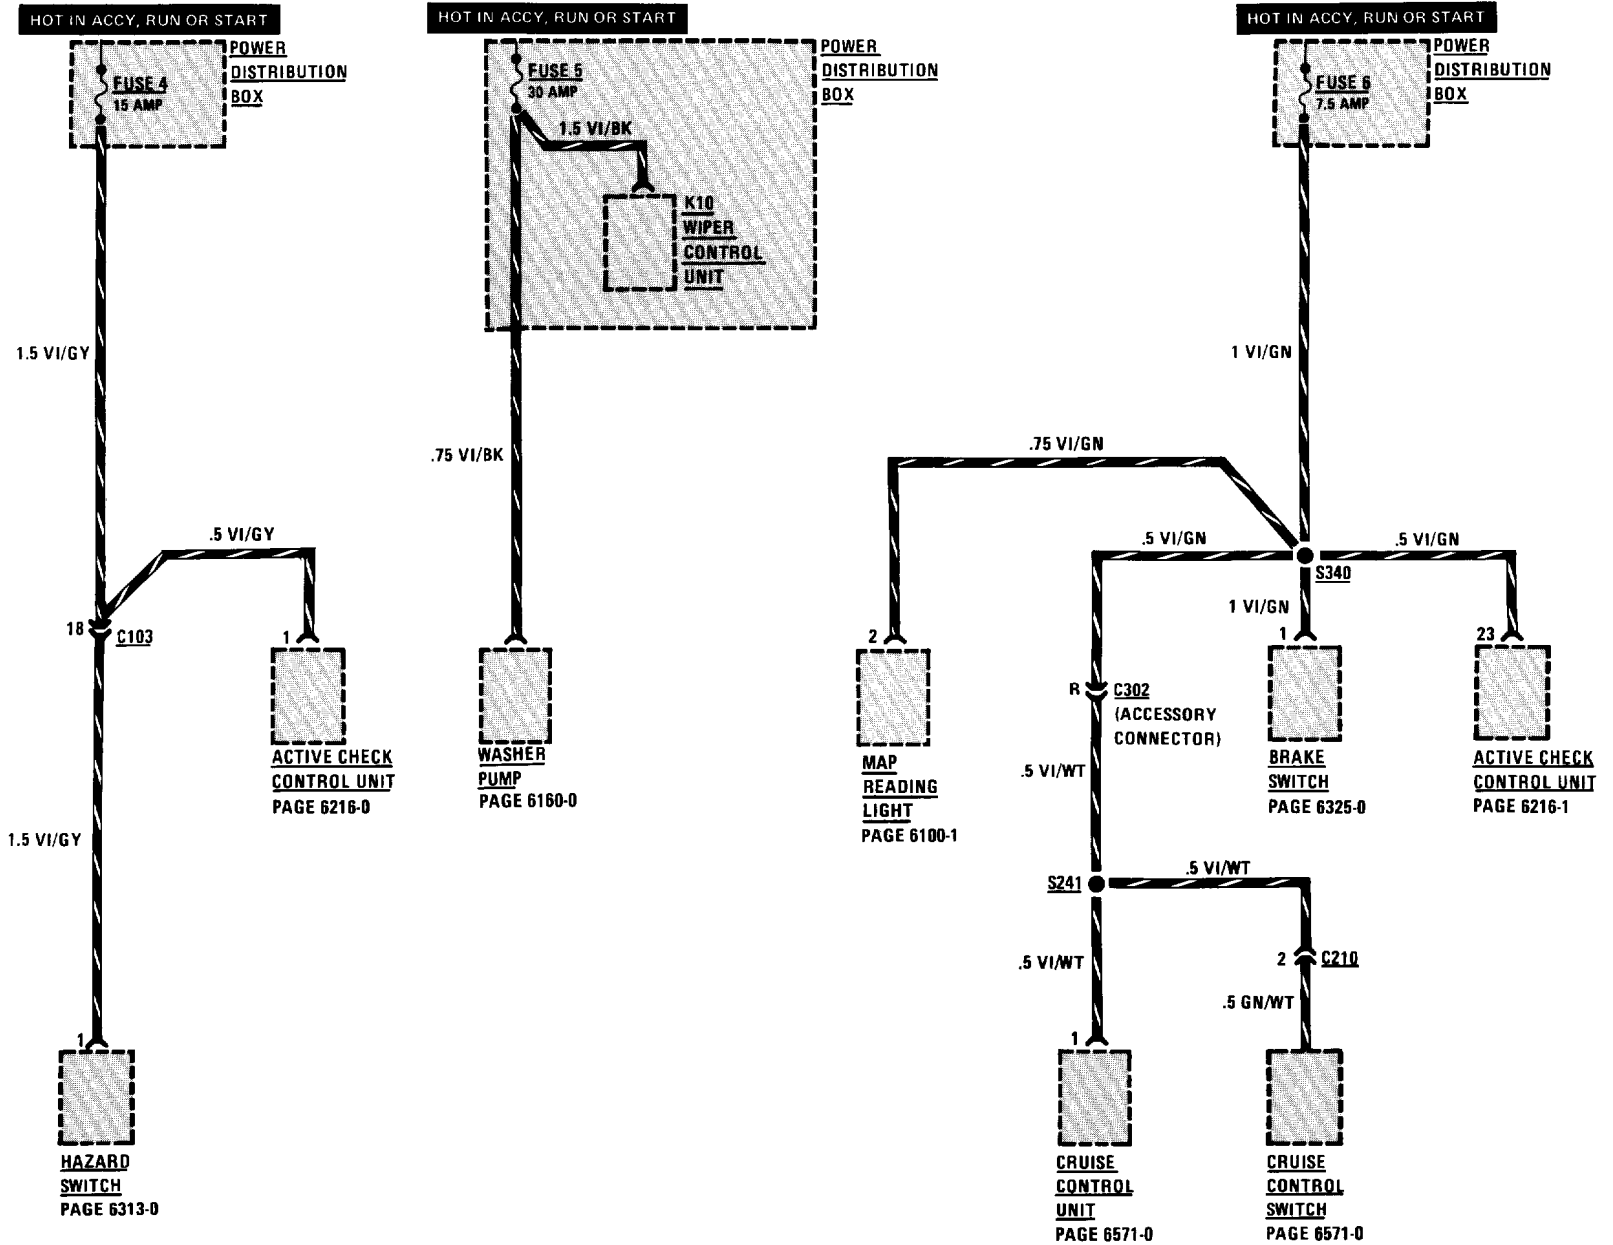 HOT IN ACCY, RUN OR START
POWER
DISTRIBUTION
BOX
FUSE 4
15 AMP
1.5 VI/GY
.5 VI/GY
18
C103
1
ACTIVE CHECK
CONTROL UNIT
PAGE 6216-0
1.5 VI/GY
1
HAZARD
SWITCH
PAGE 6313-0
HOT IN ACCY, RUN OR START
POWER
DISTRIBUTION
BOX
FUSE 5
30 AMP
1.5 VI/BK
K10
WIPER
CONTROL
UNIT
.75 VI/BK
WASHER
PUMP
PAGE 6160-0
HOT IN ACCY, RUN OR START
POWER
DISTRIBUTION
BOX
FUSE 6
7.5 AMP
1 VI/GN
.75 VI/GN
.5 VI/GN
.5 VI/GN
S340
1 VI/GN
2
MAP
READING
LIGHT
PAGE 6100-1
1
BRAKE
SWITCH
PAGE 6325-0
23
ACTIVE CHECK
CONTROL UNIT
PAGE 6216-1
R
C302
(ACCESSORY
CONNECTOR)
.5 VI/WT
S241
.5 VI/WT
.5 VI/WT
2
C210
.5 GN/WT
1
CRUISE
CONTROL
UNIT
PAGE 6571-0
CRUISE
CONTROL
SWITCH
PAGE 6571-0